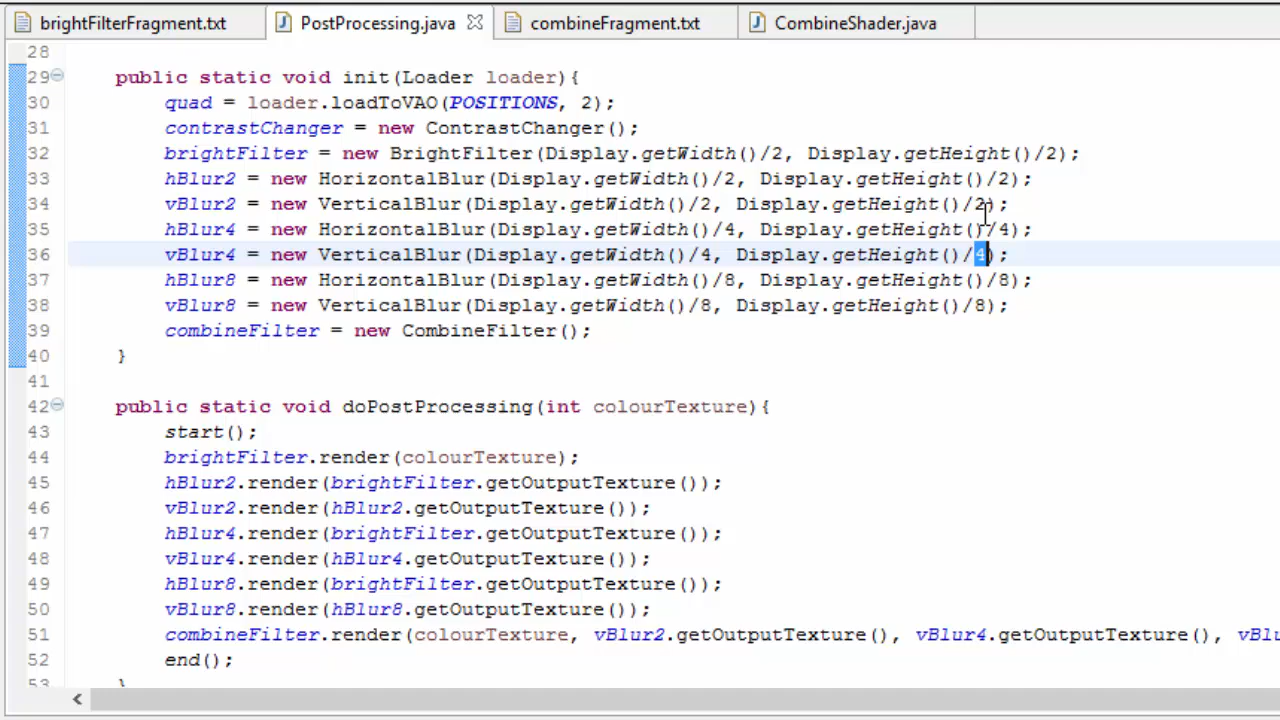 brightFilterFragment.txt PostProcessing.java combineFragment.txt CombineShader.java
28
29 public static void init(Loader loader){
30 quad = loader.loadToVAO(POSITIONS, 2);
31 contrastChanger = new ContrastChanger();
32 brightFilter = new BrightFilter(Display.getWidth()/2, Display.getHeight()/2);
33 hBlur2 = new HorizontalBlur(Display.getWidth()/2, Display.getHeight()/2);
34 vBlur2 = new VerticalBlur(Display.getWidth()/2, Display.getHeight()/2);
35 hBlur4 = new HorizontalBlur(Display.getWidth()/4, Display.getHeight()/4);
36 vBlur4 = new VerticalBlur(Display.getWidth()/4, Display.getHeight()/4);
37 hBlur8 = new HorizontalBlur(Display.getWidth()/8, Display.getHeight()/8);
38 vBlur8 = new VerticalBlur(Display.getWidth()/8, Display.getHeight()/8);
39 combineFilter = new CombineFilter();
40 }
41
42 public static void doPostProcessing(int colourTexture){
43 start();
44 brightFilter.render(colourTexture);
45 hBlur2.render(brightFilter.getOutputTexture());
46 vBlur2.render(hBlur2.getOutputTexture());
47 hBlur4.render(brightFilter.getOutputTexture());
48 vBlur4.render(hBlur4.getOutputTexture());
49 hBlur8.render(brightFilter.getOutputTexture());
50 vBlur8.render(hBlur8.getOutputTexture());
51 combineFilter.render(colourTexture, vBlur2.getOutputTexture(), vBlur4.getOutputTexture(), vBlu
52 end();
53 }